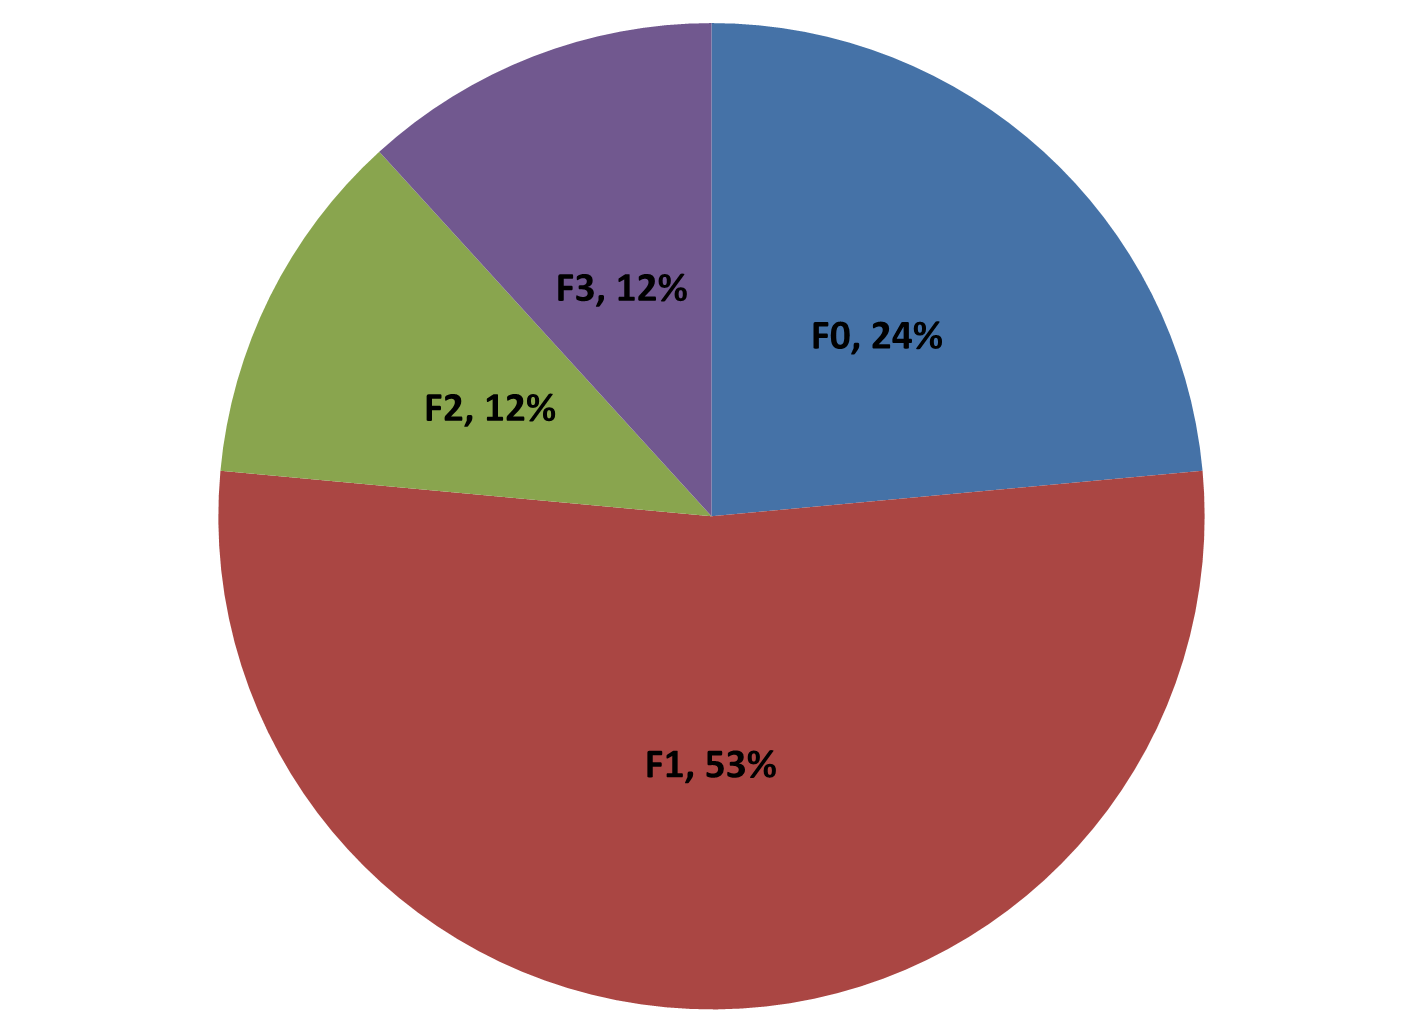 F3, 12%
F0, 24%
F2, 12%
F1, 53%